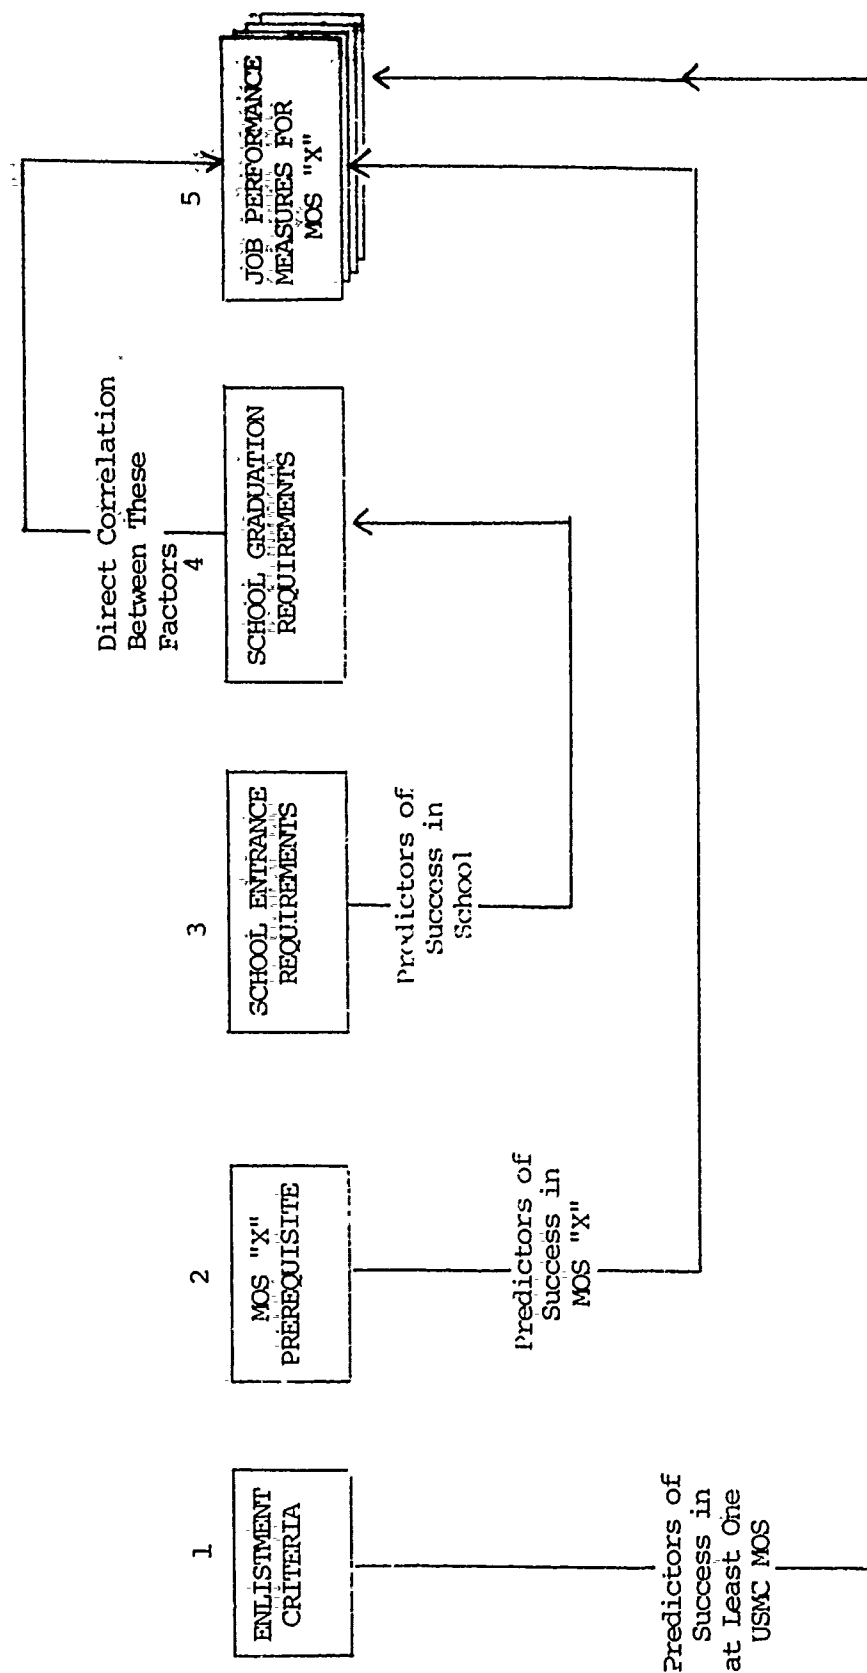 1
ENLISTMENT
CRITERIA
Predictors of
Success in
at Least One
USMC MOS
2
MOS "X"
PREREQUISITE
Predictors of
Success in
MOS "X"
3
SCHOOL ENTRANCE
REQUIREMENTS
Predictors of
Success in
School
Direct Correlation
Between These
Factors
4
SCHOOL GRADUATION
REQUIREMENTS
5
JOB PERFORMANCE
MEASURES FOR
MOS "X"